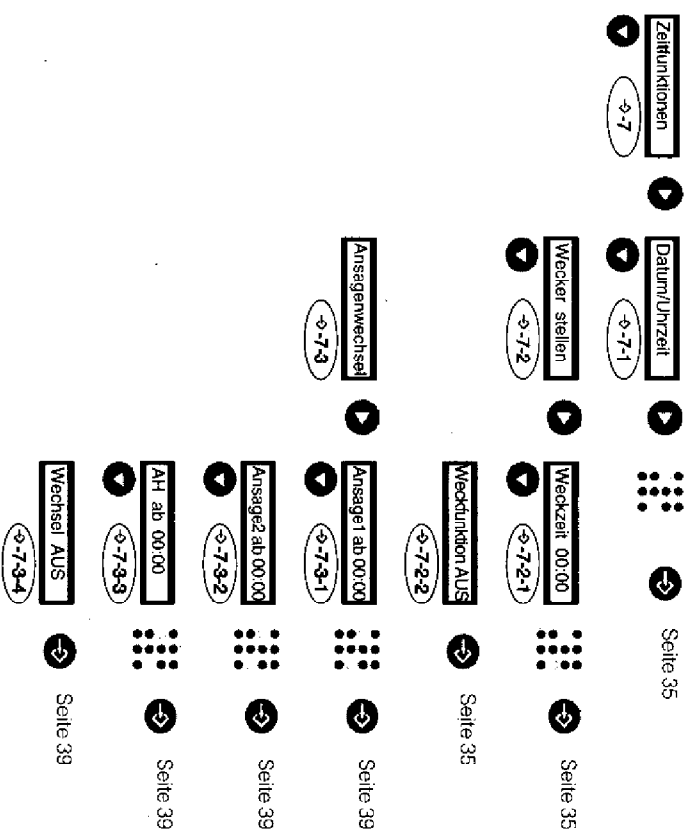 Zeitfunktionen
-7
Datum/Uhrzeit
-7-1
Seite 35
Wecker stellen
-7-2
Weckzeit 00:00
-7-2-1
Seite 35
Weckfunktion AUS
-7-2-2
Seite 35
Ansagenwechsel
-7-3
Ansage1 ab 00:00
-7-3-1
Seite 39
Ansage2 ab 00:00
-7-3-2
Seite 39
AH ab 00:00
-7-3-3
Seite 39
Wechsel AUS
-7-3-4
Seite 39